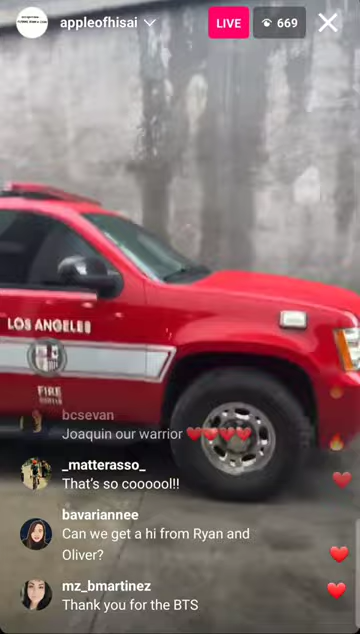 appleofhisai
LIVE
669
LOS ANGELES
FIRE
bcsevan
Joaquin our warrior ❤️❤️❤️❤️
_matterasso_
That's so coooool!!
bavariannee
Can we get a hi from Ryan and
Oliver?
mz_bmartinez
Thank you for the BTS